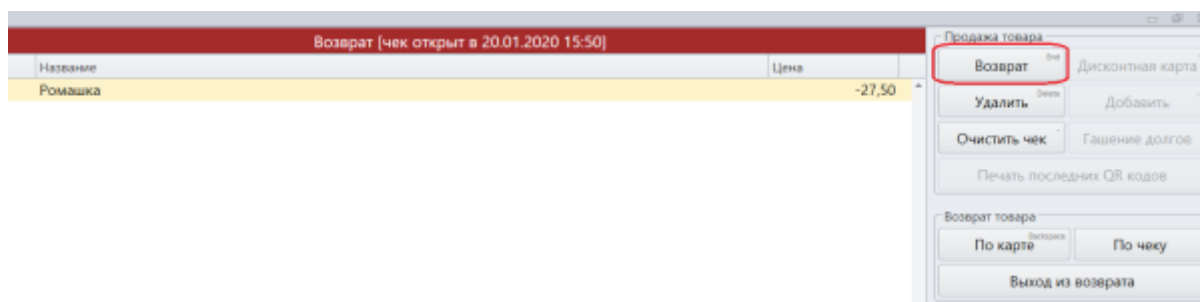 Возврат [чек открыт в 20.01.2020 15:50]
Название Цена
Ромашка -27,50
Продажа товара
Возврат End Дисконтная карта
Удалить Delete Добавить
Очистить чек Гашение долгов
Печать последних QR кодов
Возврат товара
По карте Backspace По чеку
Выход из возврата